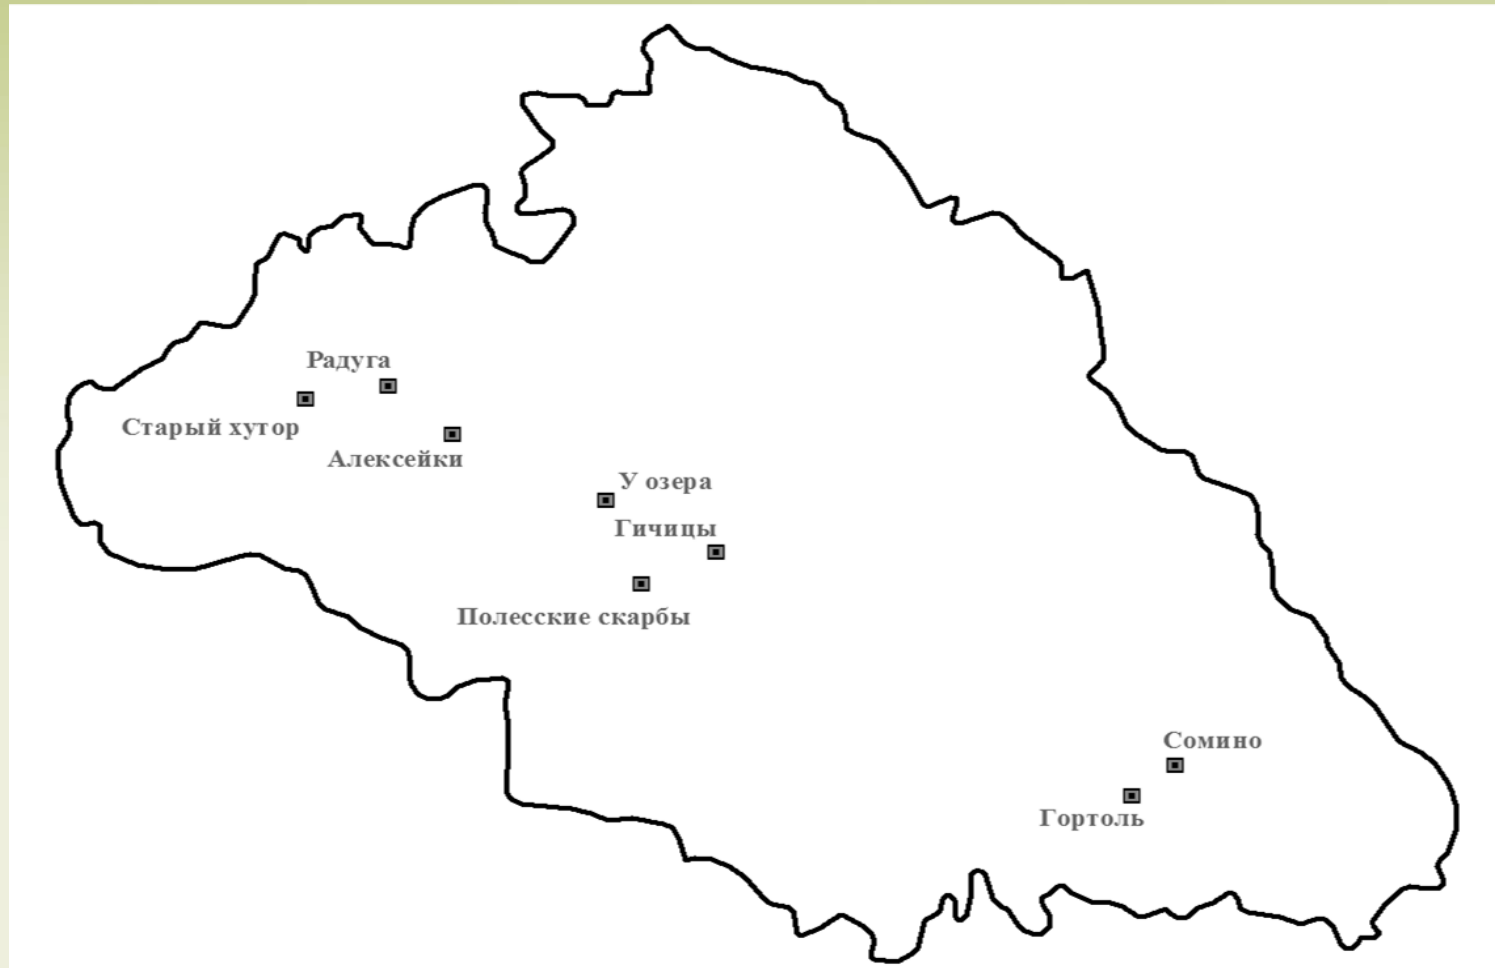 Радуга
Старый хутор
Алексейки
У озера
Гичицы
Полесские скарбы
Сомино
Гортоль